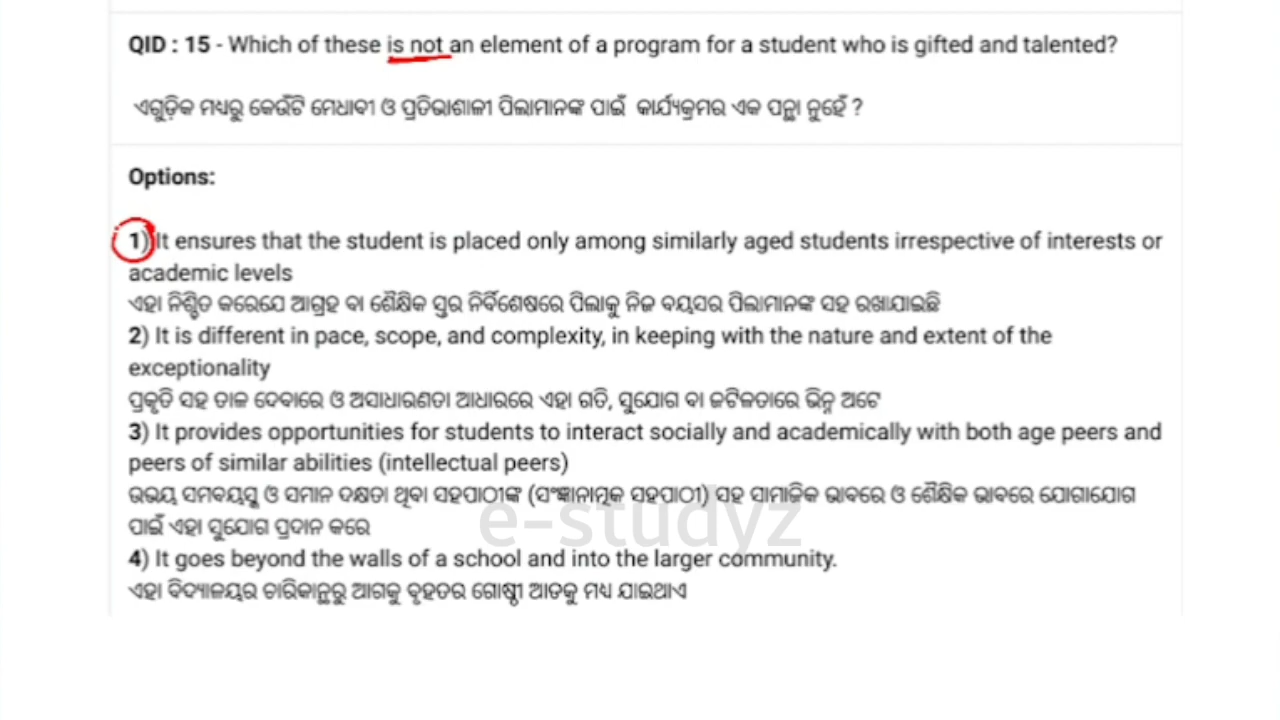 QID : 15 - Which of these is not an element of a program for a student who is gifted and talented?
ଏଗୁଡ଼ିକ ମଧ୍ୟରୁ କେଉଁଟି ମେଧାବୀ ଓ ପ୍ରତିଭାଶାଳୀ ପିଲାମାନଙ୍କ ପାଇଁ କାର୍ଯ୍ୟକ୍ରମର ଏକ ପନ୍ଥା ନୁହେଁ ?
Options:
1) It ensures that the student is placed only among similarly aged students irrespective of interests or
academic levels
ଏହା ନିଶ୍ଚିତ କରେଯେ ଆଗ୍ରହ ବା ଶୈକ୍ଷିକ ସ୍ତର ନିର୍ବିଶେଷରେ ପିଲାକୁ ନିଜ ବୟସର ପିଲାମାନଙ୍କ ସହ ରଖାଯାଇଛି
2) It is different in pace, scope, and complexity, in keeping with the nature and extent of the
exceptionality
ପ୍ରକୃତି ସହ ତାଳ ଦେବାରେ ଓ ଅସାଧାରଣତା ଆଧାରରେ ଏହା ଗତି, ସୁଯୋଗ ବା ଜଟିଳତାରେ ଭିନ୍ନ ଅଟେ
3) It provides opportunities for students to interact socially and academically with both age peers and
peers of similar abilities (intellectual peers)
ଉଭୟ ସମବୟସ୍କ ଓ ସମାନ ଦକ୍ଷତା ଥିବା ସହପାଠୀଙ୍କ (ସଂଜ୍ଞାନାତ୍ମକ ସହପାଠୀ) ସହ ସାମାଜିକ ଭାବରେ ଓ ଶୈକ୍ଷିକ ଭାବରେ ଯୋଗାଯୋଗ
ପାଇଁ ଏହା ସୁଯୋଗ ପ୍ରଦାନ କରେ
e-studyz
4) It goes beyond the walls of a school and into the larger community.
ଏହା ବିଦ୍ୟାଳୟର ଚାରିକାନ୍ଥରୁ ଆଗକୁ ବୃହତର ଗୋଷ୍ଠୀ ଆଡକୁ ମଧ୍ୟ ଯାଇଥାଏ